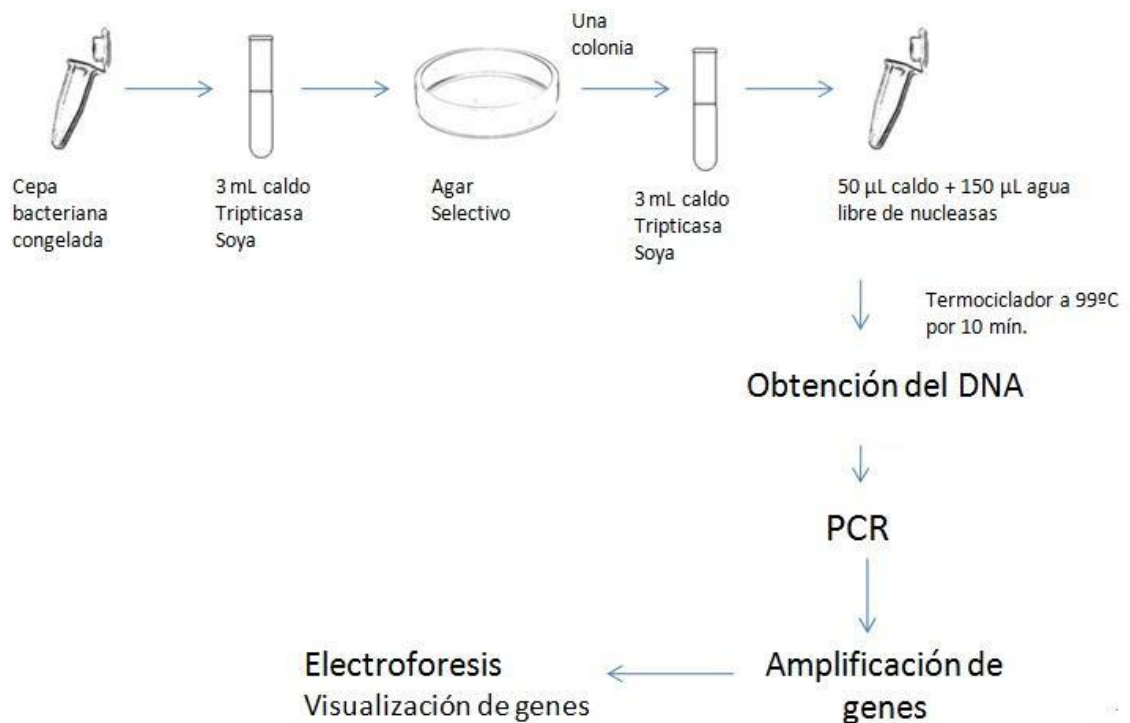 Una
colonia
Cepa
bacteriana
congelada
3 mL caldo
Tripticasa
Soya
Agar
Selectivo
3 mL caldo
Tripticasa
Soya
50 µL caldo + 150 µL agua
libre de nucleasas
Termociclador a 99ºC
por 10 mín.
Obtención del DNA
PCR
Amplificación de
genes
Electroforesis
Visualización de genes